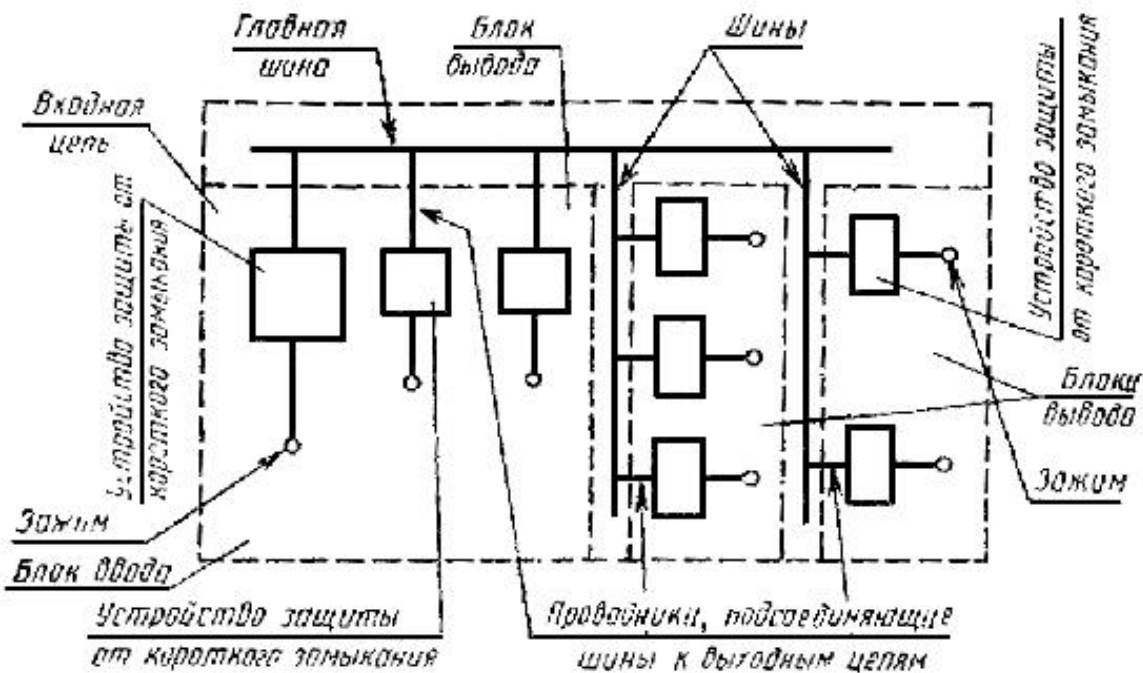 Главная
шина
Блок
вывода
Шины
Устройство защиты
от короткого замыкания
Входная
цепь
Устройство защиты от
короткого замыкания
Блоки
вывода
Зажим
Зажим
Блок ввода
Устройство защиты
от короткого замыкания
Проводники, подсоединяющие
шины к выходным цепям